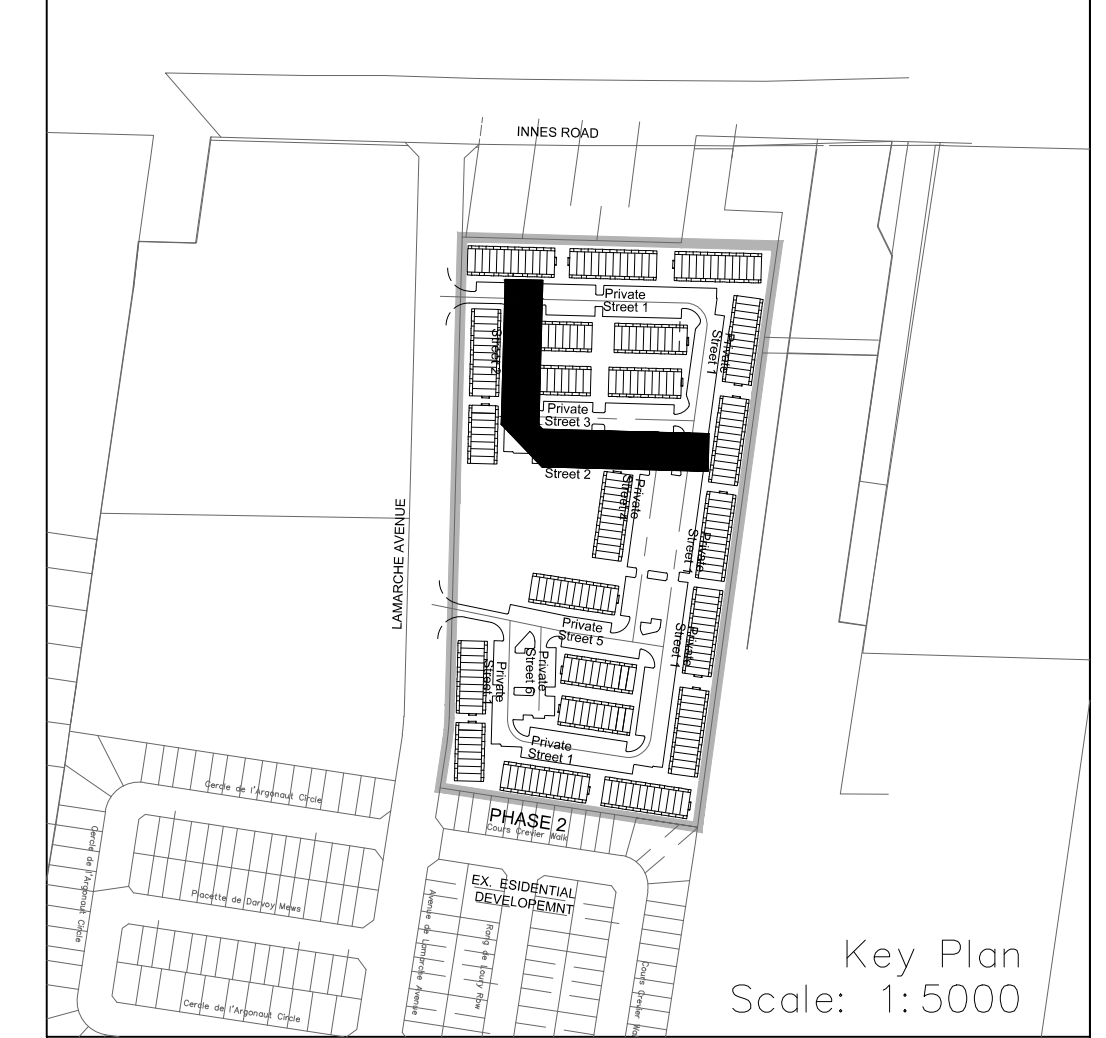 INNES ROAD
Private
Street 1
Street 2
Private
Street 1
Private
Street 3
Street 2
Private
Street 4
LAMARCHE AVENUE
Private
Street 1
Private
Street 5
Private
Street 1
Private
Street 1
Private
Street 6
Private
Street 1
Cercle de l'Argonaut Circle
PHASE 2
Cours Crevier Walk
Cercle de l'Argonaut Circle
EX. ESIDENTIAL
DEVELOPEMNT
Placette de Darvoy Mews
Avenue de Lamarche Avenue
Rang de Loury Row
Cours Crevier Wa
Cercle de l'Argonaut Circle
Key Plan
Scale: 1:5000